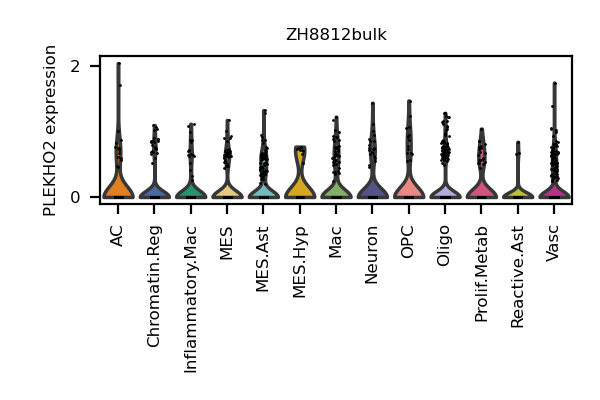 ZH8812bulk
PLEKHO2 expression
2
0
AC
Chromatin.Reg
Inflammatory.Mac
MES
MES.Ast
MES.Hyp
Mac
Neuron
OPC
Oligo
Prolif.Metab
Reactive.Ast
Vasc